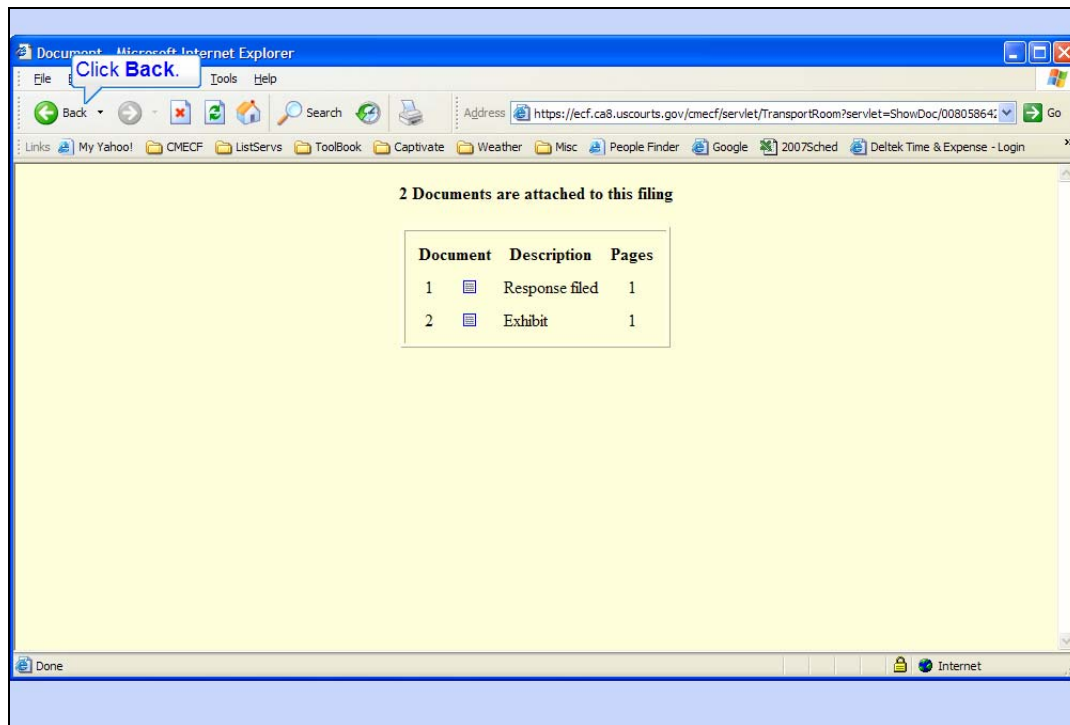 Document - Microsoft Internet Explorer
Click Back.
File Tools Help
Back Search Address https://ecf.ca8.uscourts.gov/cmecf/servlet/TransportRoom?servlet=ShowDoc/00805864 Go
Links My Yahoo! CMECF ListServs ToolBook Captivate Weather Misc People Finder Google 2007Sched Deltek Time & Expense - Login »
2 Documents are attached to this filing
Document Description Pages
1 Response filed 1
2 Exhibit 1
Done Internet